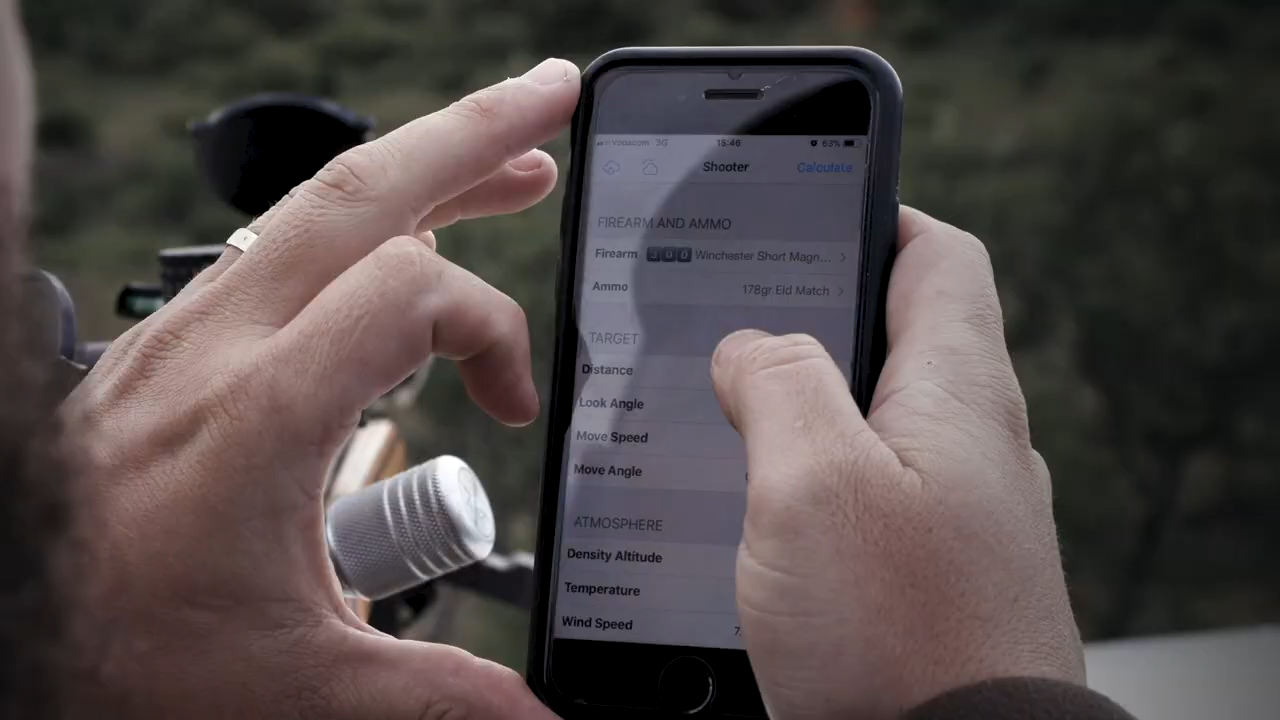 Vodacom 3G 15:46 63%
Shooter Calculate
FIREARM AND AMMO
Firearm 300 Winchester Short Magn...
Ammo 178gr Eld Match
TARGET
Distance
Look Angle
Move Speed
Move Angle
ATMOSPHERE
Density Altitude
Temperature
Wind Speed 7